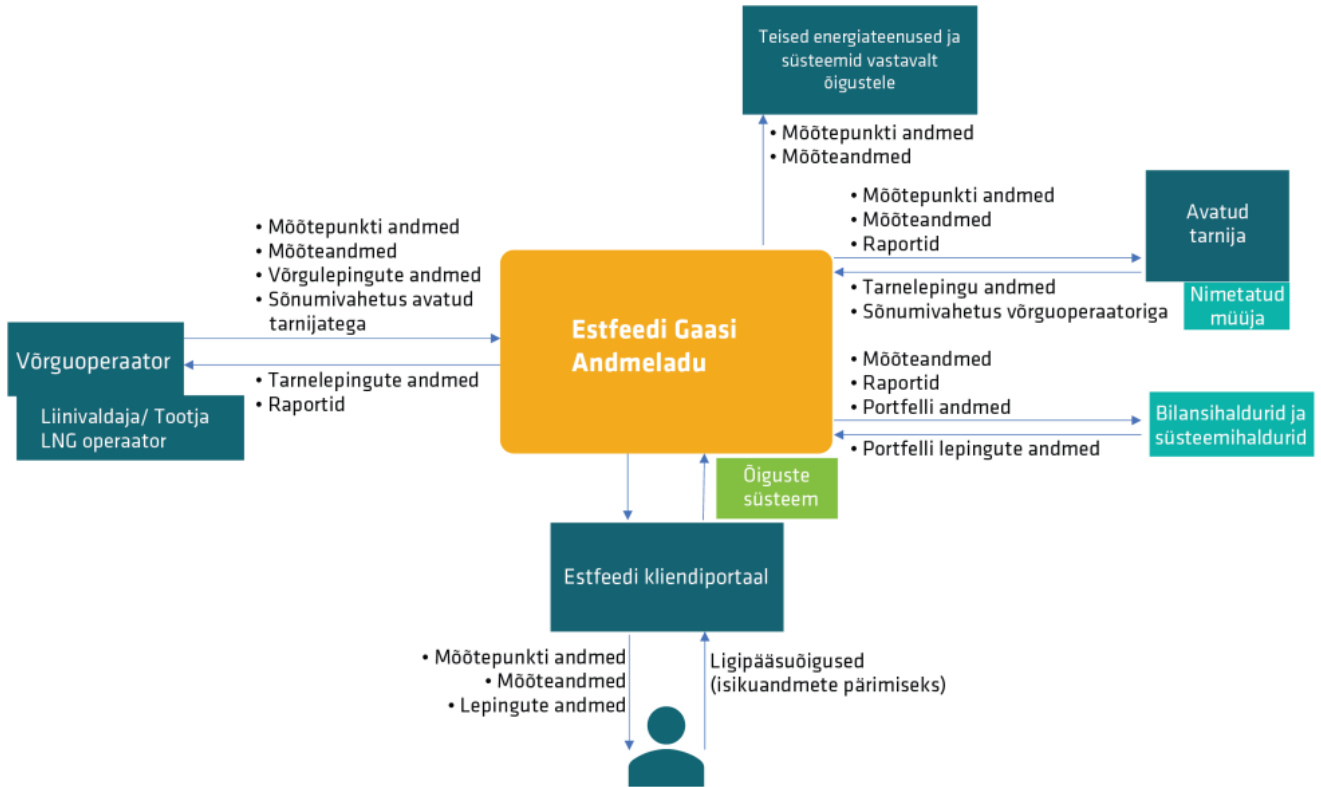 Teised energiateenused ja
süsteemid vastavalt
õigustele
• Mõõtepunkti andmed
• Mõõteandmed
• Mõõtepunkti andmed
• Mõõteandmed
• Raportid
Avatud
tarnija
• Tarnelepingu andmed
• Sõnumivahetus võrguoperaatoriga
Nimetatud
müüja
• Mõõtepunkti andmed
• Mõõteandmed
• Võrgulepingute andmed
• Sõnumivahetus avatud
tarnijatega
Võrguoperaator
Liinivaldaja/ Tootja
LNG operaator
• Tarnelepingute andmed
• Raportid
Estfeedi Gaasi
Andmeladu
• Mõõteandmed
• Raportid
• Portfelli andmed
Bilansihaldurid ja
süsteemihaldurid
• Portfelli lepingute andmed
Õiguste
süsteem
Estfeedi kliendiportaal
• Mõõtepunkti andmed
• Mõõteandmed
• Lepingute andmed
Ligipääsuõigused
(isikuandmete pärimiseks)